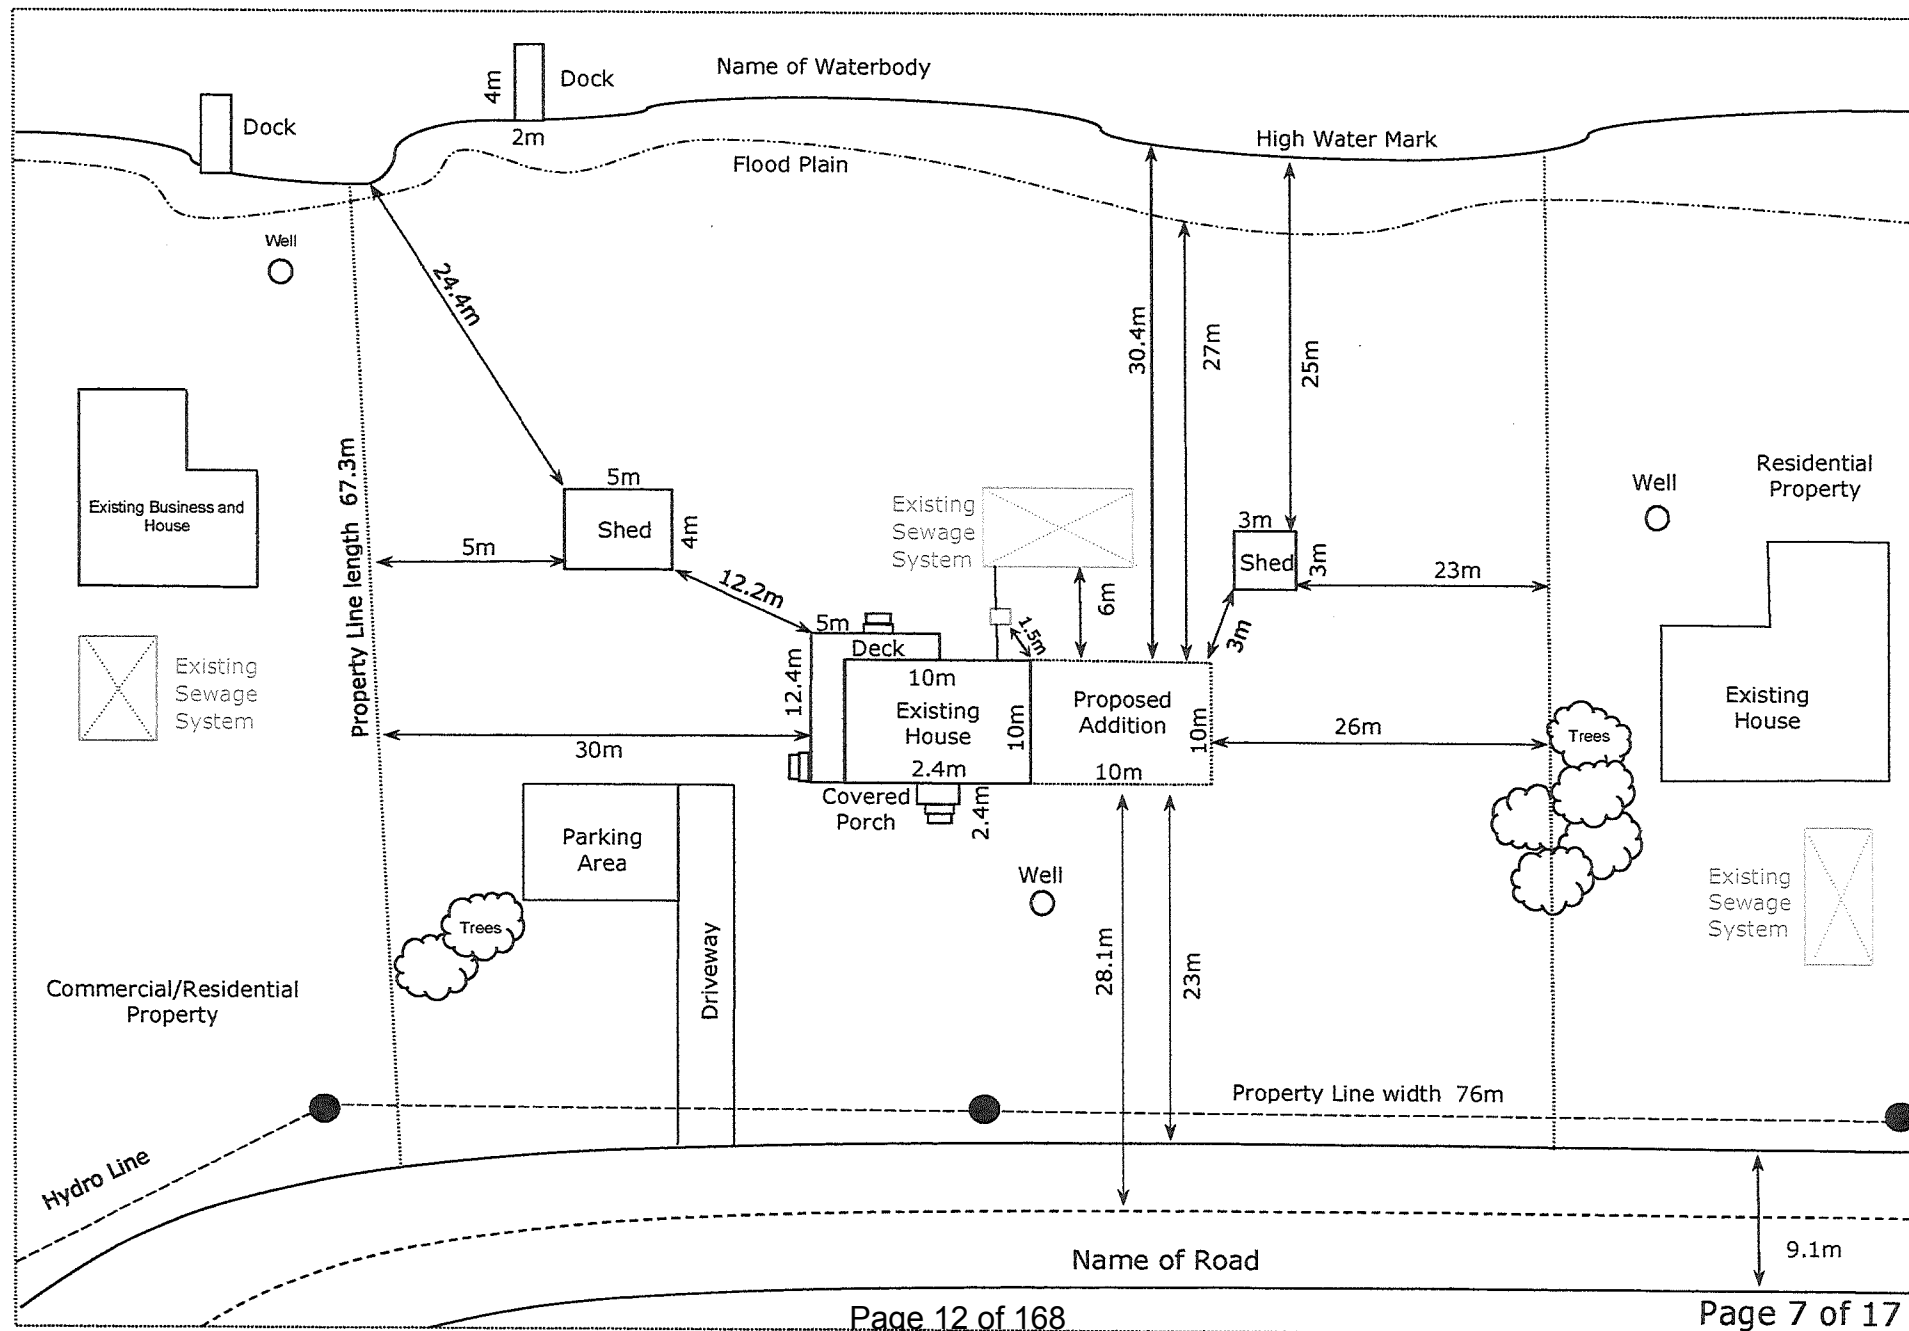 Name of Waterbody
4m
Dock
Dock
2m
High Water Mark
Flood Plain
Well
24.4m
30.4m
27m
25m
Property Line length 67.3m
Existing Business and
House
5m
Shed
4m
5m
Existing
Sewage
System
3m
Shed
3m
23m
Well
Residential
Property
12.2m
6m
1.5m
3m
5m
Deck
12.4m
10m
Existing
House
10m
2.4m
Proposed
Addition
10m
10m
26m
Trees
Existing
House
Existing
Sewage
System
30m
Covered
Porch
2.4m
Parking
Area
Well
Trees
Driveway
28.1m
23m
Existing
Sewage
System
Commercial/Residential
Property
Property Line width 76m
Hydro Line
Name of Road
9.1m
Page 12 of 168
Page 7 of 17